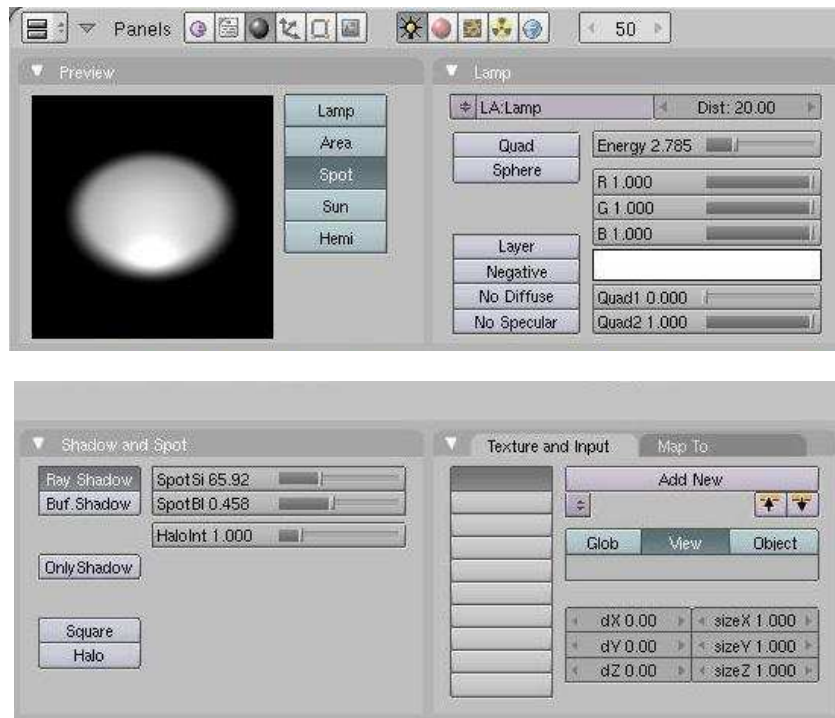 Panels 50
Preview
Lamp
Area
Spot
Sun
Hemi
Lamp
LA:Lamp Dist: 20.00
Quad
Sphere
Energy 2.785
R 1.000
G 1.000
B 1.000
Layer
Negative
No Diffuse
No Specular
Quad1 0.000
Quad2 1.000
Shadow and Spot
Ray Shadow
Buf.Shadow
SpotSi 65.92
SpotBl 0.458
HaloInt 1.000
OnlyShadow
Square
Halo
Texture and Input Map To
Add New
Glob View Object
dX 0.00 sizeX 1.000
dY 0.00 sizeY 1.000
dZ 0.00 sizeZ 1.000